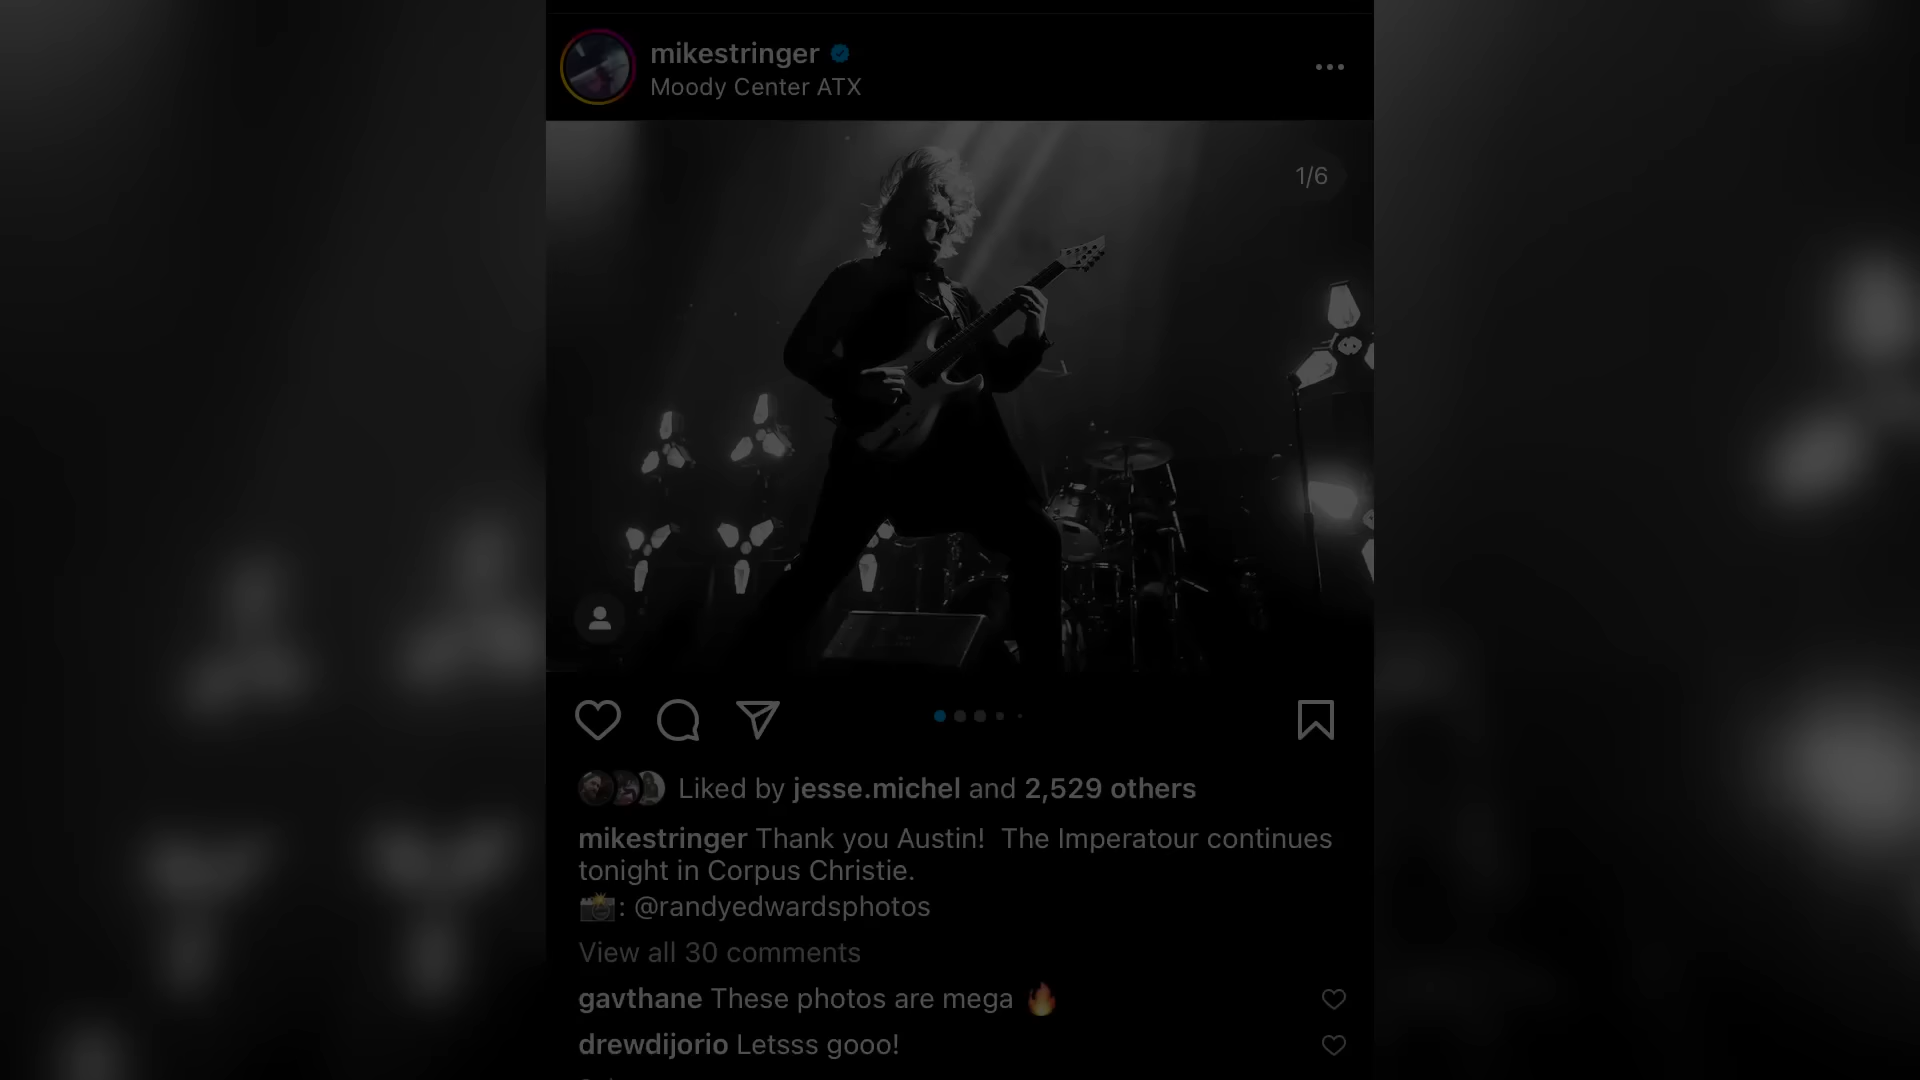 mikestringer
Moody Center ATX
1/6
Liked by jesse.michel and 2,529 others
mikestringer Thank you Austin!  The Imperatour continues
tonight in Corpus Christie.
📸: @randyedwardsphotos
View all 30 comments
gavthane These photos are mega 🔥
drewdijorio Letsss gooo!